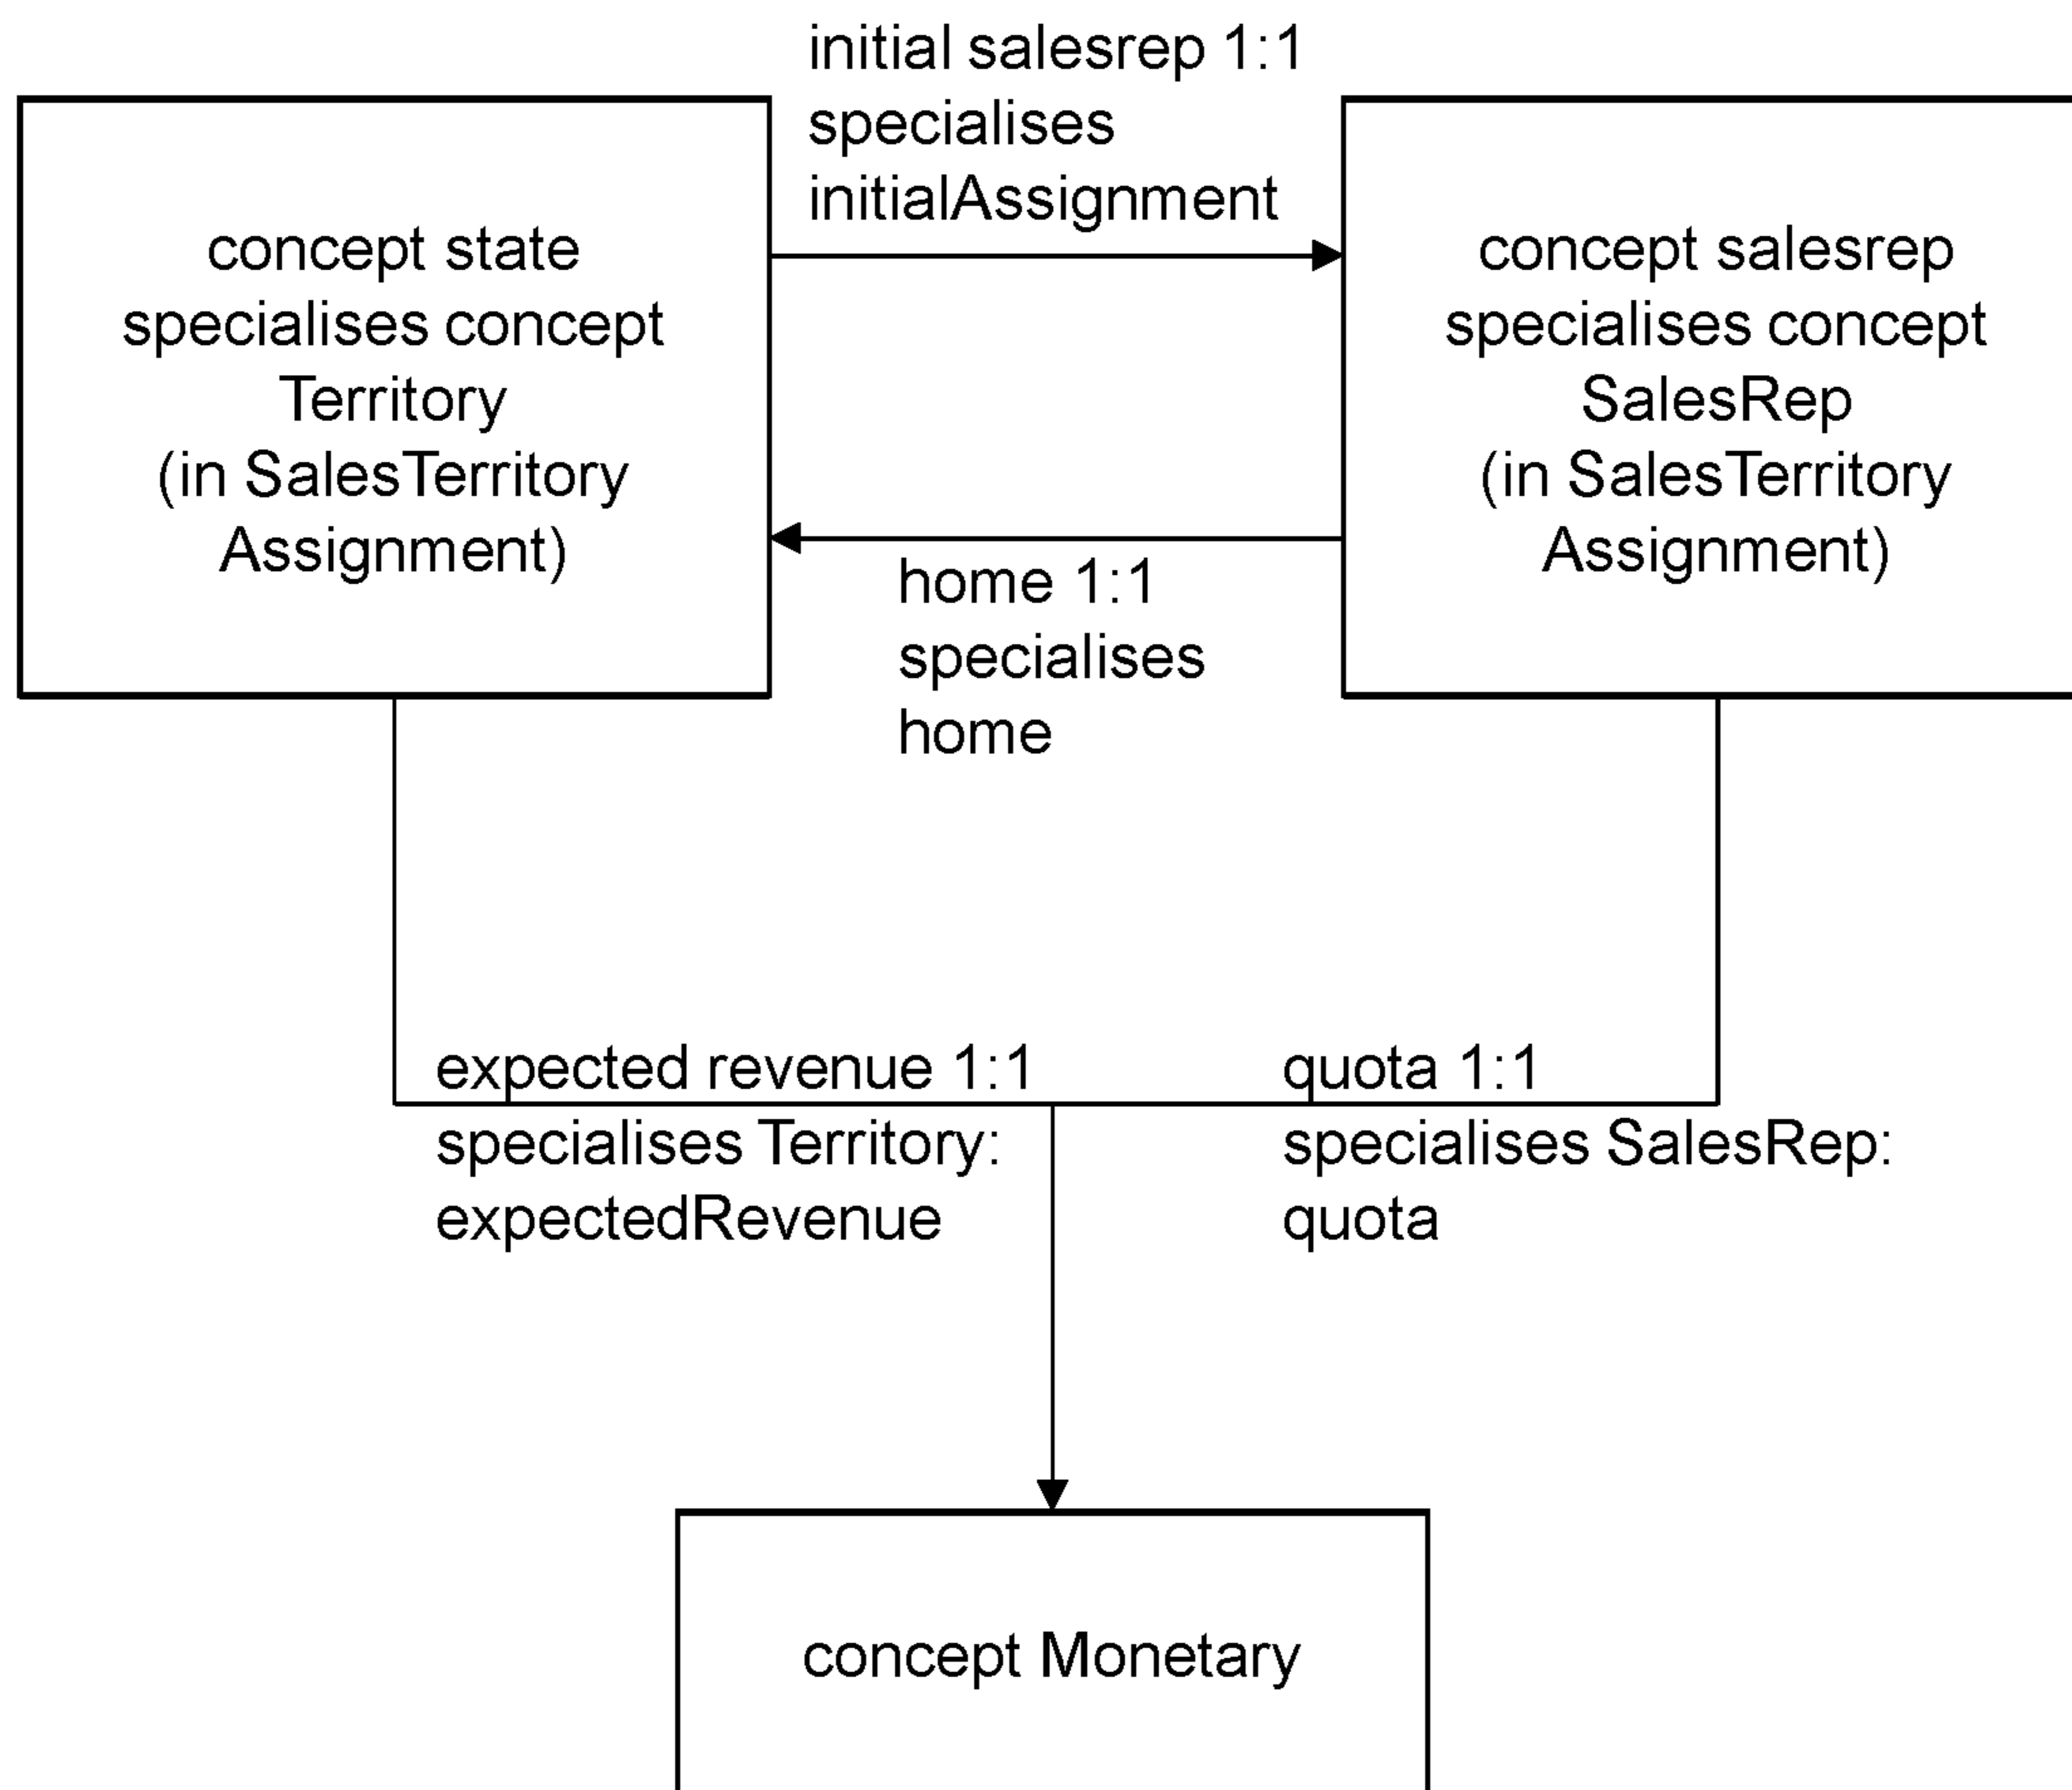 initial salesrep 1:1
specialises
initialAssignment
concept state
specialises concept
Territory
(in SalesTerritory
Assignment)
concept salesrep
specialises concept
SalesRep
(in SalesTerritory
Assignment)
home 1:1
specialises
home
expected revenue 1:1
specialises Territory:
expectedRevenue
quota 1:1
specialises SalesRep:
quota
concept Monetary